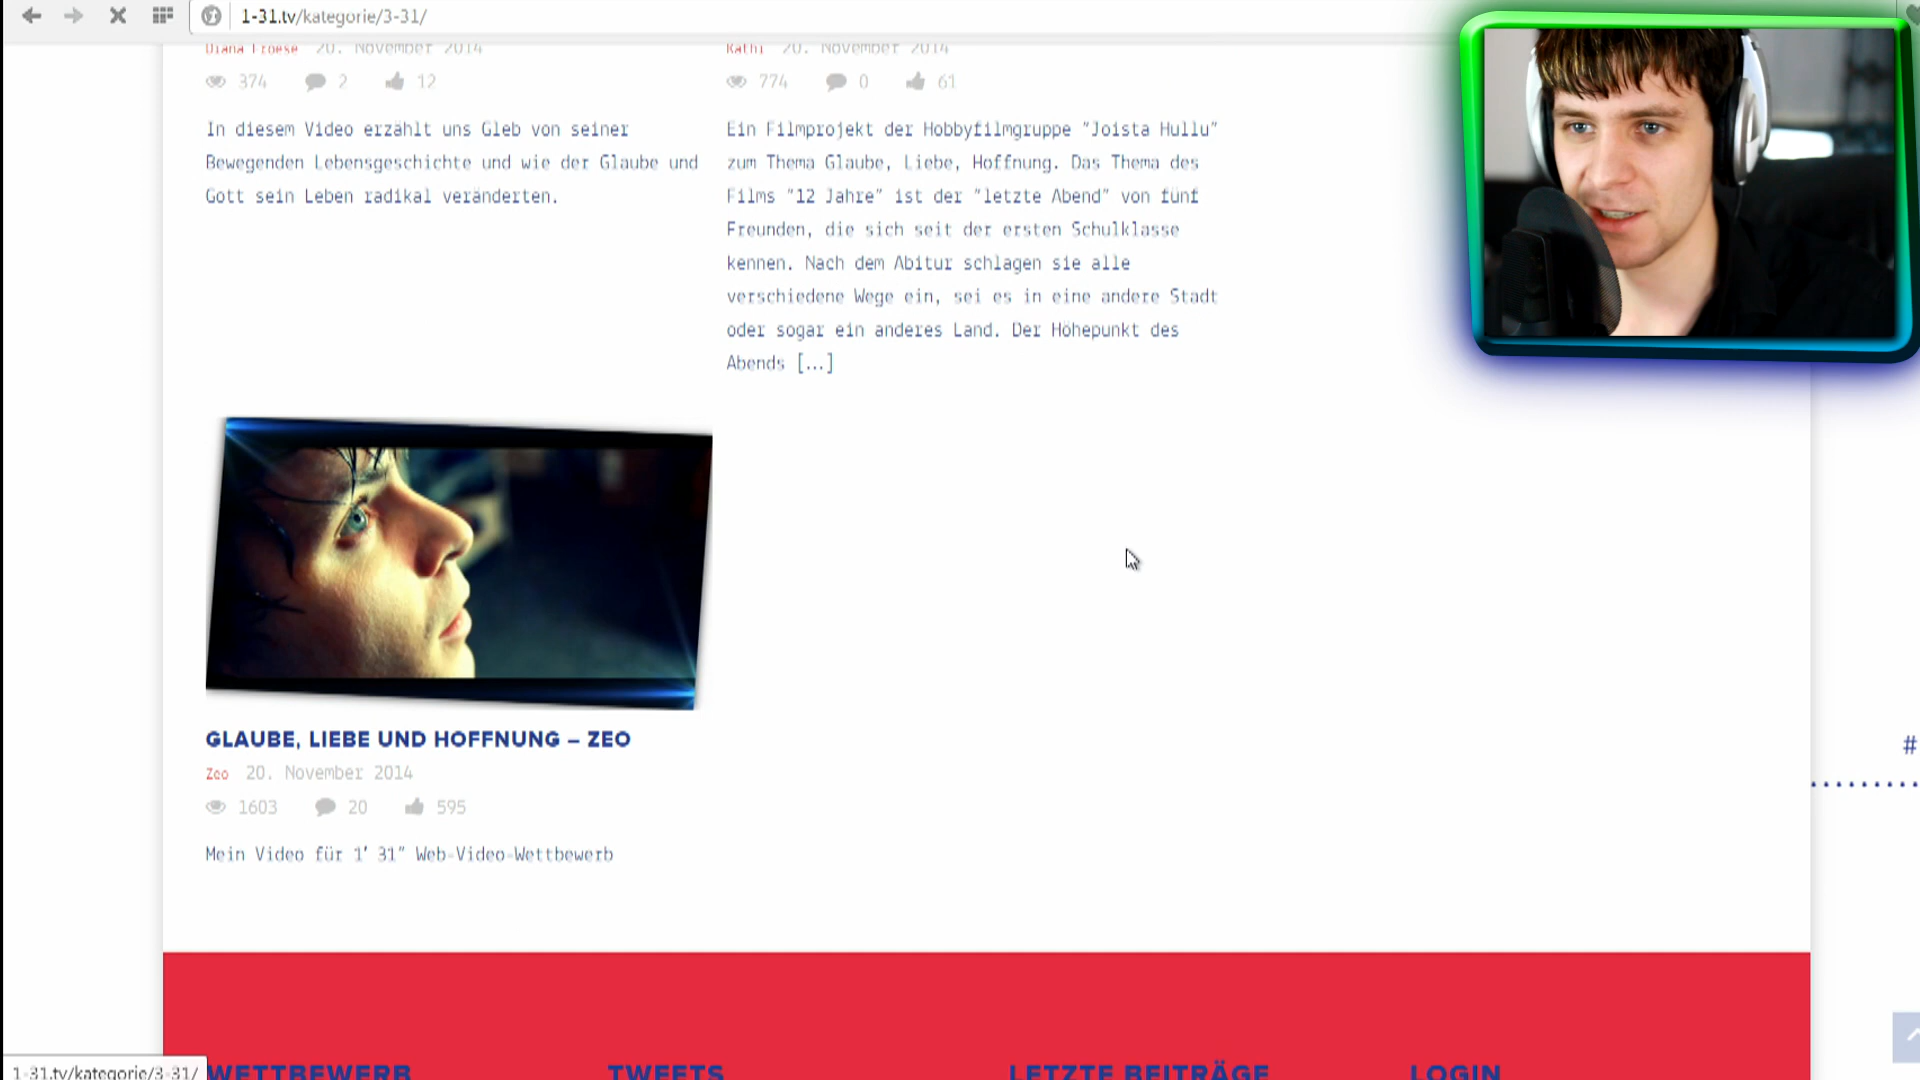 1-31.tv/kategorie/3-31/
Diana Froese 20. November 2014
374 2 12
In diesem Video erzählt uns Gleb von seiner
Bewegenden Lebensgeschichte und wie der Glaube und
Gott sein Leben radikal veränderten.
Kathi 20. November 2014
774 0 61
Ein Filmprojekt der Hobbyfilmgruppe "Joista Hullu"
zum Thema Glaube, Liebe, Hoffnung. Das Thema des
Films "12 Jahre" ist der "letzte Abend" von fünf
Freunden, die sich seit der ersten Schulklasse
kennen. Nach dem Abitur schlagen sie alle
verschiedene Wege ein, sei es in eine andere Stadt
oder sogar ein anderes Land. Der Höhepunkt des
Abends [...]
GLAUBE, LIEBE UND HOFFNUNG – ZEO
Zeo 20. November 2014
1603 20 595
Mein Video für 1' 31" Web-Video-Wettbewerb
#
WETTBEWERB
TWEETS
LETZTE BEITRÄGE
LOGIN
1-31.tv/kategorie/3-31/